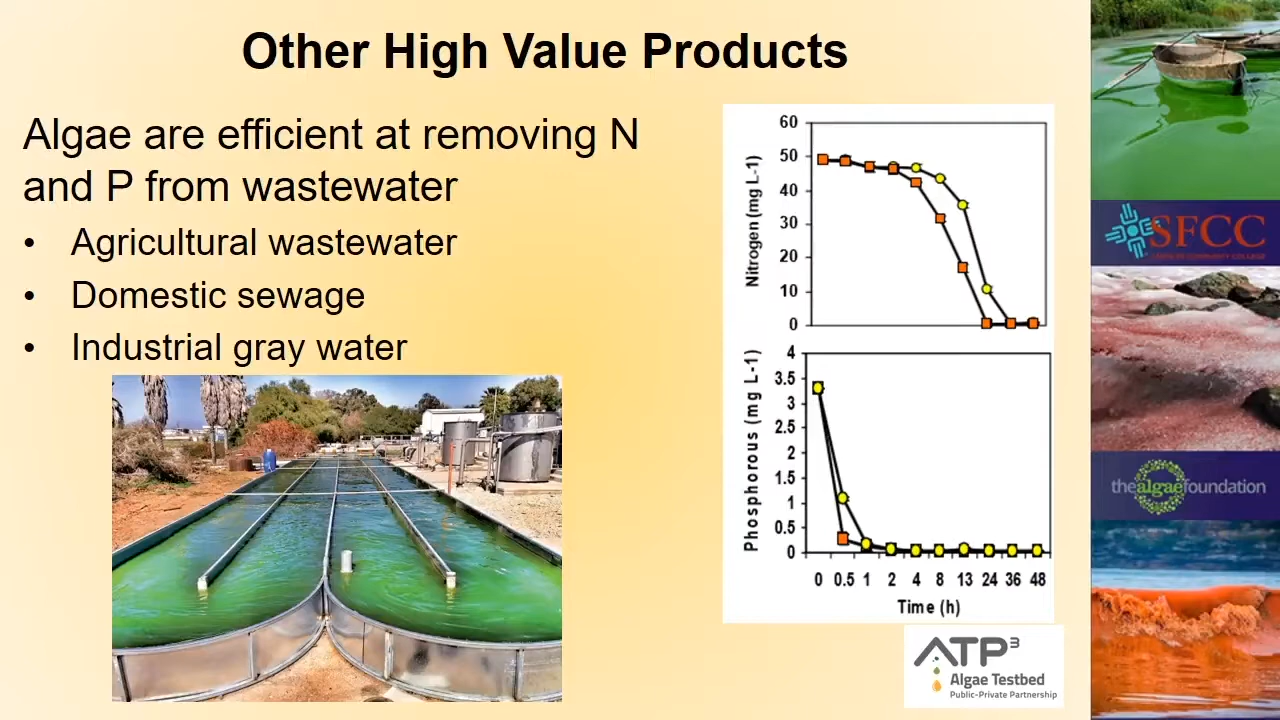 Other High Value Products
Algae are efficient at removing N
and P from wastewater
• Agricultural wastewater
• Domestic sewage
• Industrial gray water
Nitrogen (mg L-1)
60
50
40
30
20
10
0
Phosphorous (mg L-1)
4
3.5
3
2.5
2
1.5
1
0.5
0
0 0.5 1 2 4 8 13 24 36 48
Time (h)
ATP3
Algae Testbed
Public-Private Partnership
SFCC
thealgaefoundation